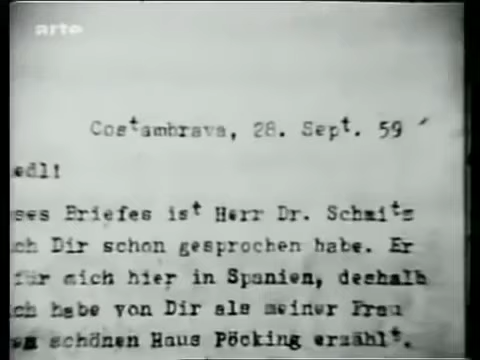 arte
Costambrava, 28. Sept. 59
edl!
ses Briefes ist Herr Dr. Schmitz
ch Dir schon gesprochen habe. Er
für mich hier in Spanien, deshalb
ch habe von Dir als meiner Frau
em schönen Haus Pöcking erzählt.